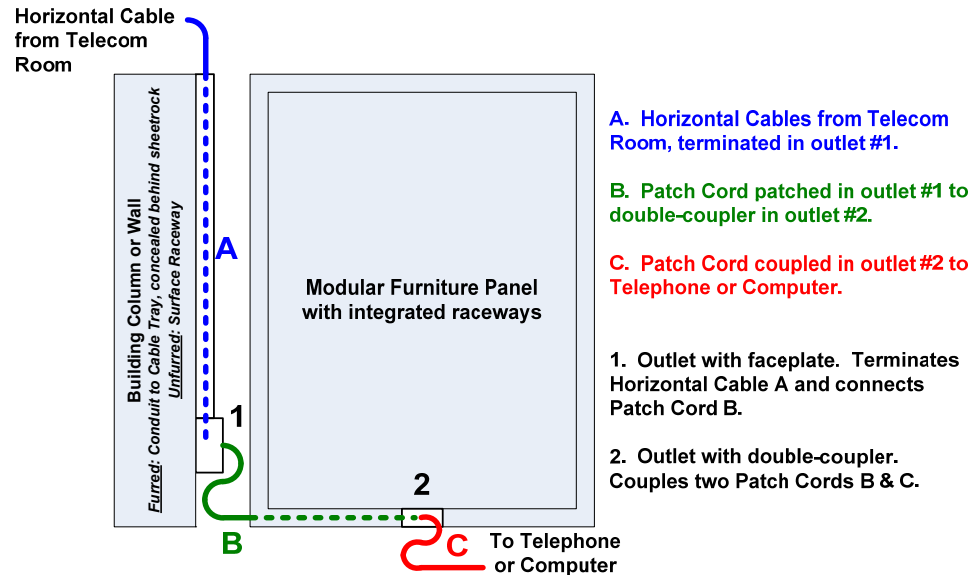 Horizontal Cable
from Telecom
Room
Building Column or Wall
Furred: Conduit to Cable Tray, concealed behind sheetrock
Unfurred: Surface Raceway
A
1
B
Modular Furniture Panel
with integrated raceways
2
C
To Telephone
or Computer
A. Horizontal Cables from Telecom
Room, terminated in outlet #1.
B. Patch Cord patched in outlet #1 to
double-coupler in outlet #2.
C. Patch Cord coupled in outlet #2 to
Telephone or Computer.
1. Outlet with faceplate. Terminates
Horizontal Cable A and connects
Patch Cord B.
2. Outlet with double-coupler.
Couples two Patch Cords B & C.